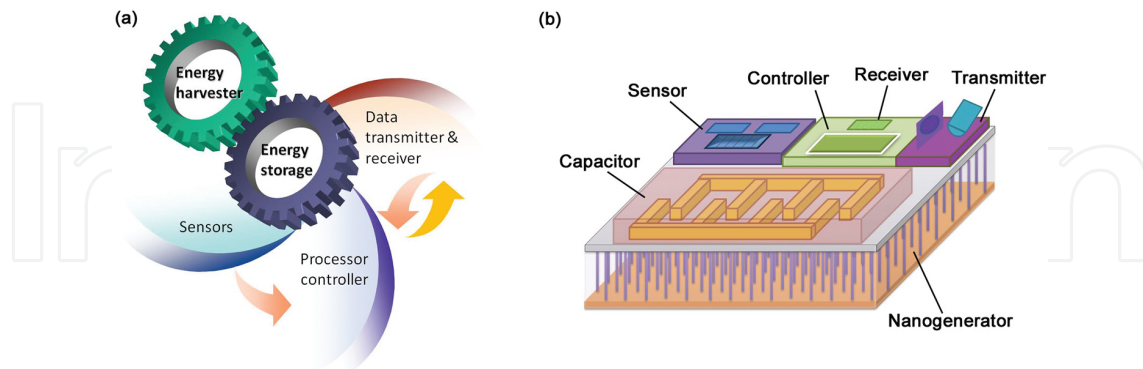 (a)
Energy
harvester
Energy
storage
Data
transmitter &
receiver
Sensors
Processor
controller
(b)
Sensor
Controller
Receiver
Transmitter
Capacitor
Nanogenerator